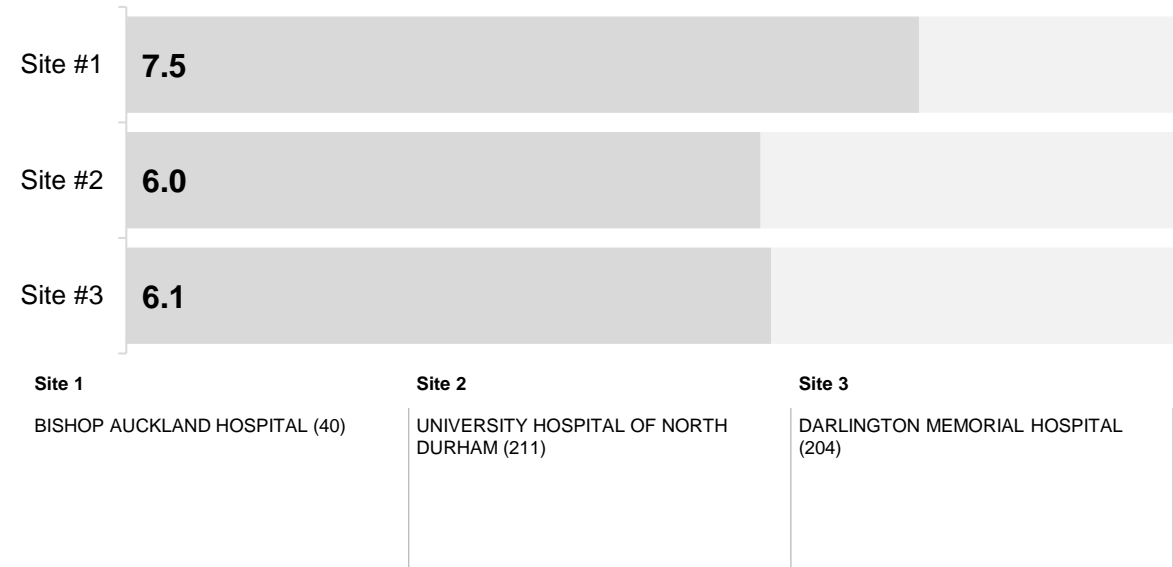 Site #1 7.5
Site #2 6.0
Site #3 6.1
Site 1 Site 2 Site 3
BISHOP AUCKLAND HOSPITAL (40)
UNIVERSITY HOSPITAL OF NORTH
DURHAM (211)
DARLINGTON MEMORIAL HOSPITAL
(204)